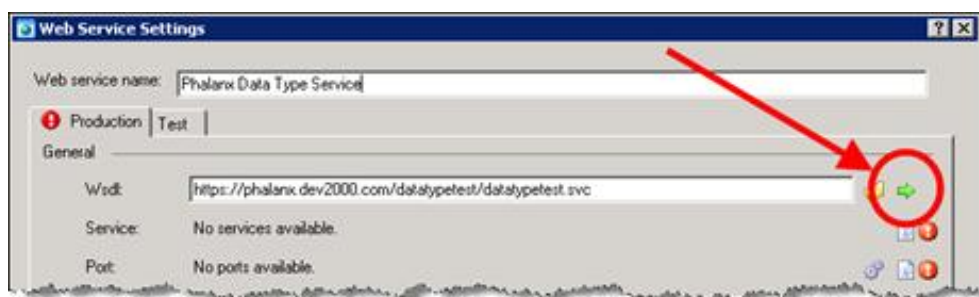 Web Service Settings
Web service name: Phalanx Data Type Service
Production Test
General
Wsdl: https://phalanx.dev2000.com/datatypetest/datatypetest.svc
Service: No services available.
Port: No ports available.